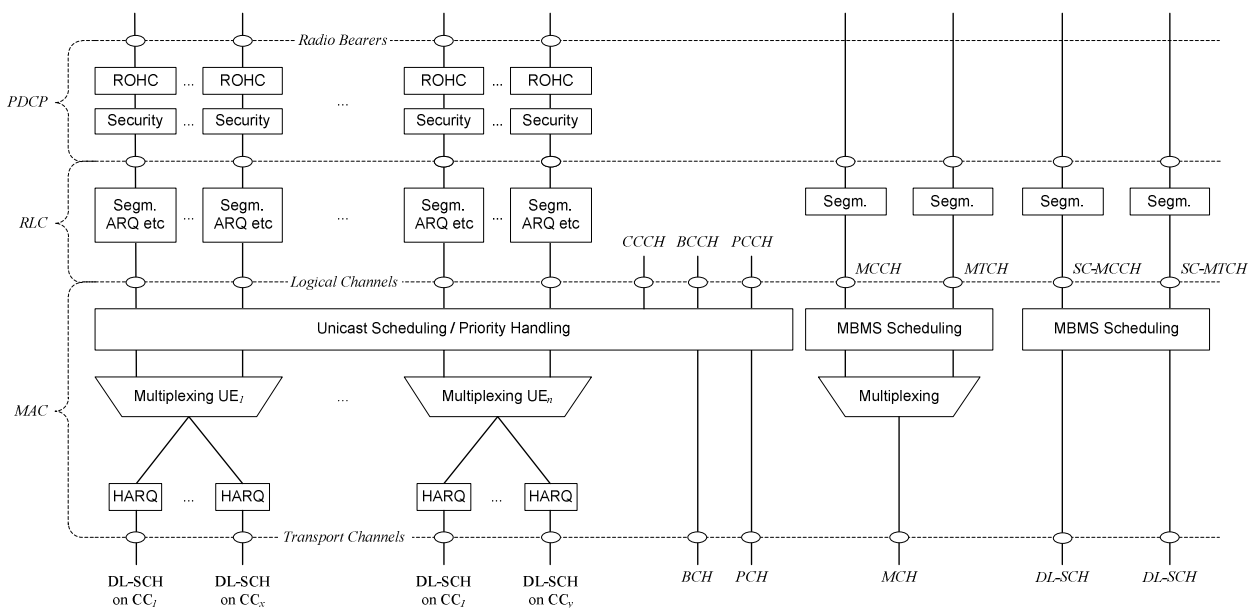 Radio Bearers
ROHC ... ROHC ROHC ... ROHC
PDCP ...
Security ... Security Security ... Security
Segm. ARQ etc ... Segm. ARQ etc ... Segm. ARQ etc ... Segm. ARQ etc Segm. Segm. Segm. Segm.
RLC
CCCH BCCH PCCH
MCCH MTCH SC-MCCH SC-MTCH
Logical Channels
Unicast Scheduling / Priority Handling MBMS Scheduling MBMS Scheduling
Multiplexing UE1 ... Multiplexing UEn Multiplexing
MAC
HARQ ... HARQ HARQ ... HARQ
Transport Channels
DL-SCH on CC1 DL-SCH on CCx DL-SCH on CC1 DL-SCH on CCy BCH PCH MCH DL-SCH DL-SCH